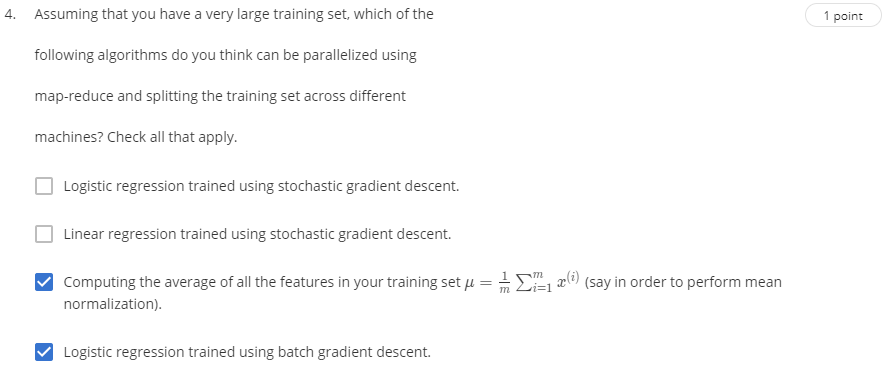 4. Assuming that you have a very large training set, which of the
1 point
following algorithms do you think can be parallelized using
map-reduce and splitting the training set across different
machines? Check all that apply.
Logistic regression trained using stochastic gradient descent.
Linear regression trained using stochastic gradient descent.
Computing the average of all the features in your training set μ = \frac{1}{m} \sum_{i=1}^{m} x^{(i)} (say in order to perform mean
normalization).
Logistic regression trained using batch gradient descent.